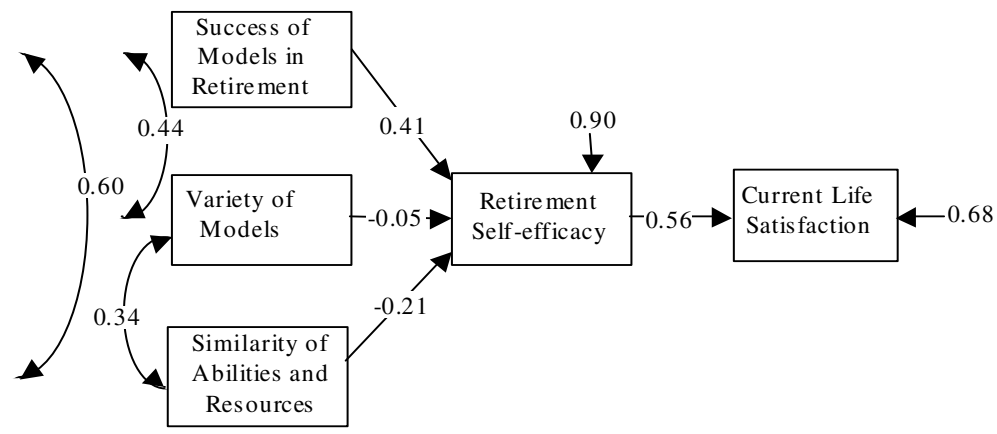 Success of
Models in
Retirement
0.44
0.41
0.90
0.60
Variety of
Models
-0.05
Retirement
Self-efficacy
0.56
Current Life
Satisfaction
0.68
0.34
-0.21
Similarity of
Abilities and
Resources